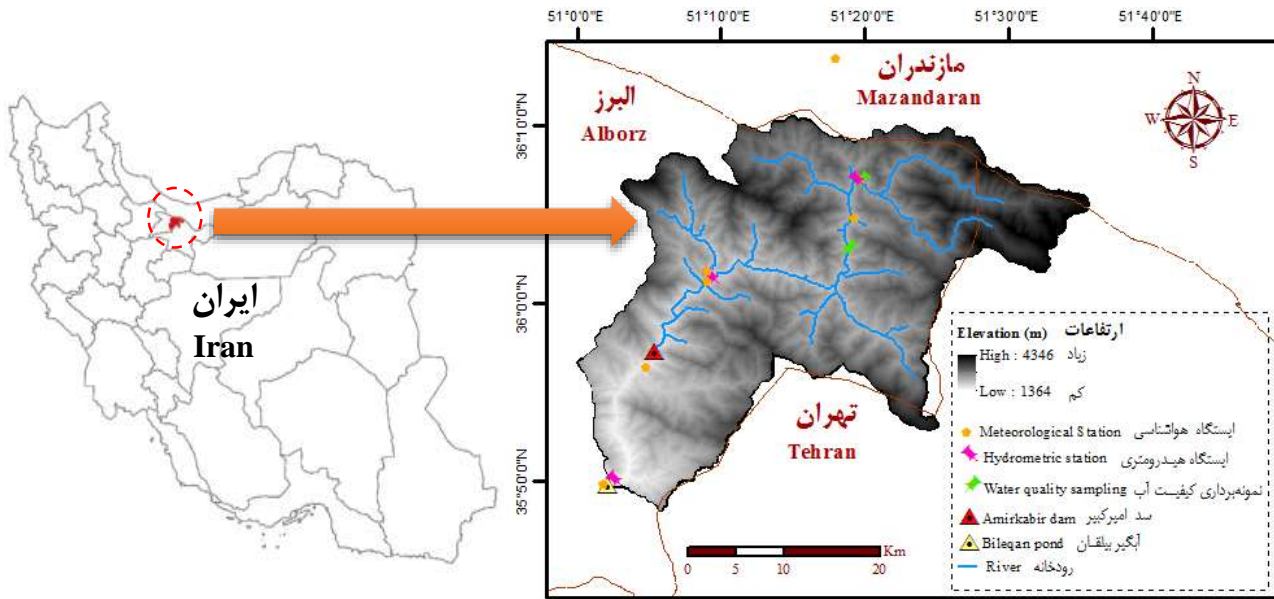 ایران
Iran
51°0'0"E
51°10'0"E
51°20'0"E
51°30'0"E
51°40'0"E
36°10'0"N
36°0'0"N
35°50'0"N
مازندران
Mazandaran
البرز
Alborz
تهران
Tehran
N
W
E
S
Elevation (m) ارتفاعات
High : 4346 زیاد
Low : 1364 کم
Meteorological Station ایستگاه هواشناسی
Hydrometric station ایستگاه هیدرومتری
Water quality sampling نمونه‌برداری کیفیت آب
Amirkabir dam سد امیرکبیر
Bileqan pond آبگیر بیلقان
River رودخانه
Km
0 5 10 20